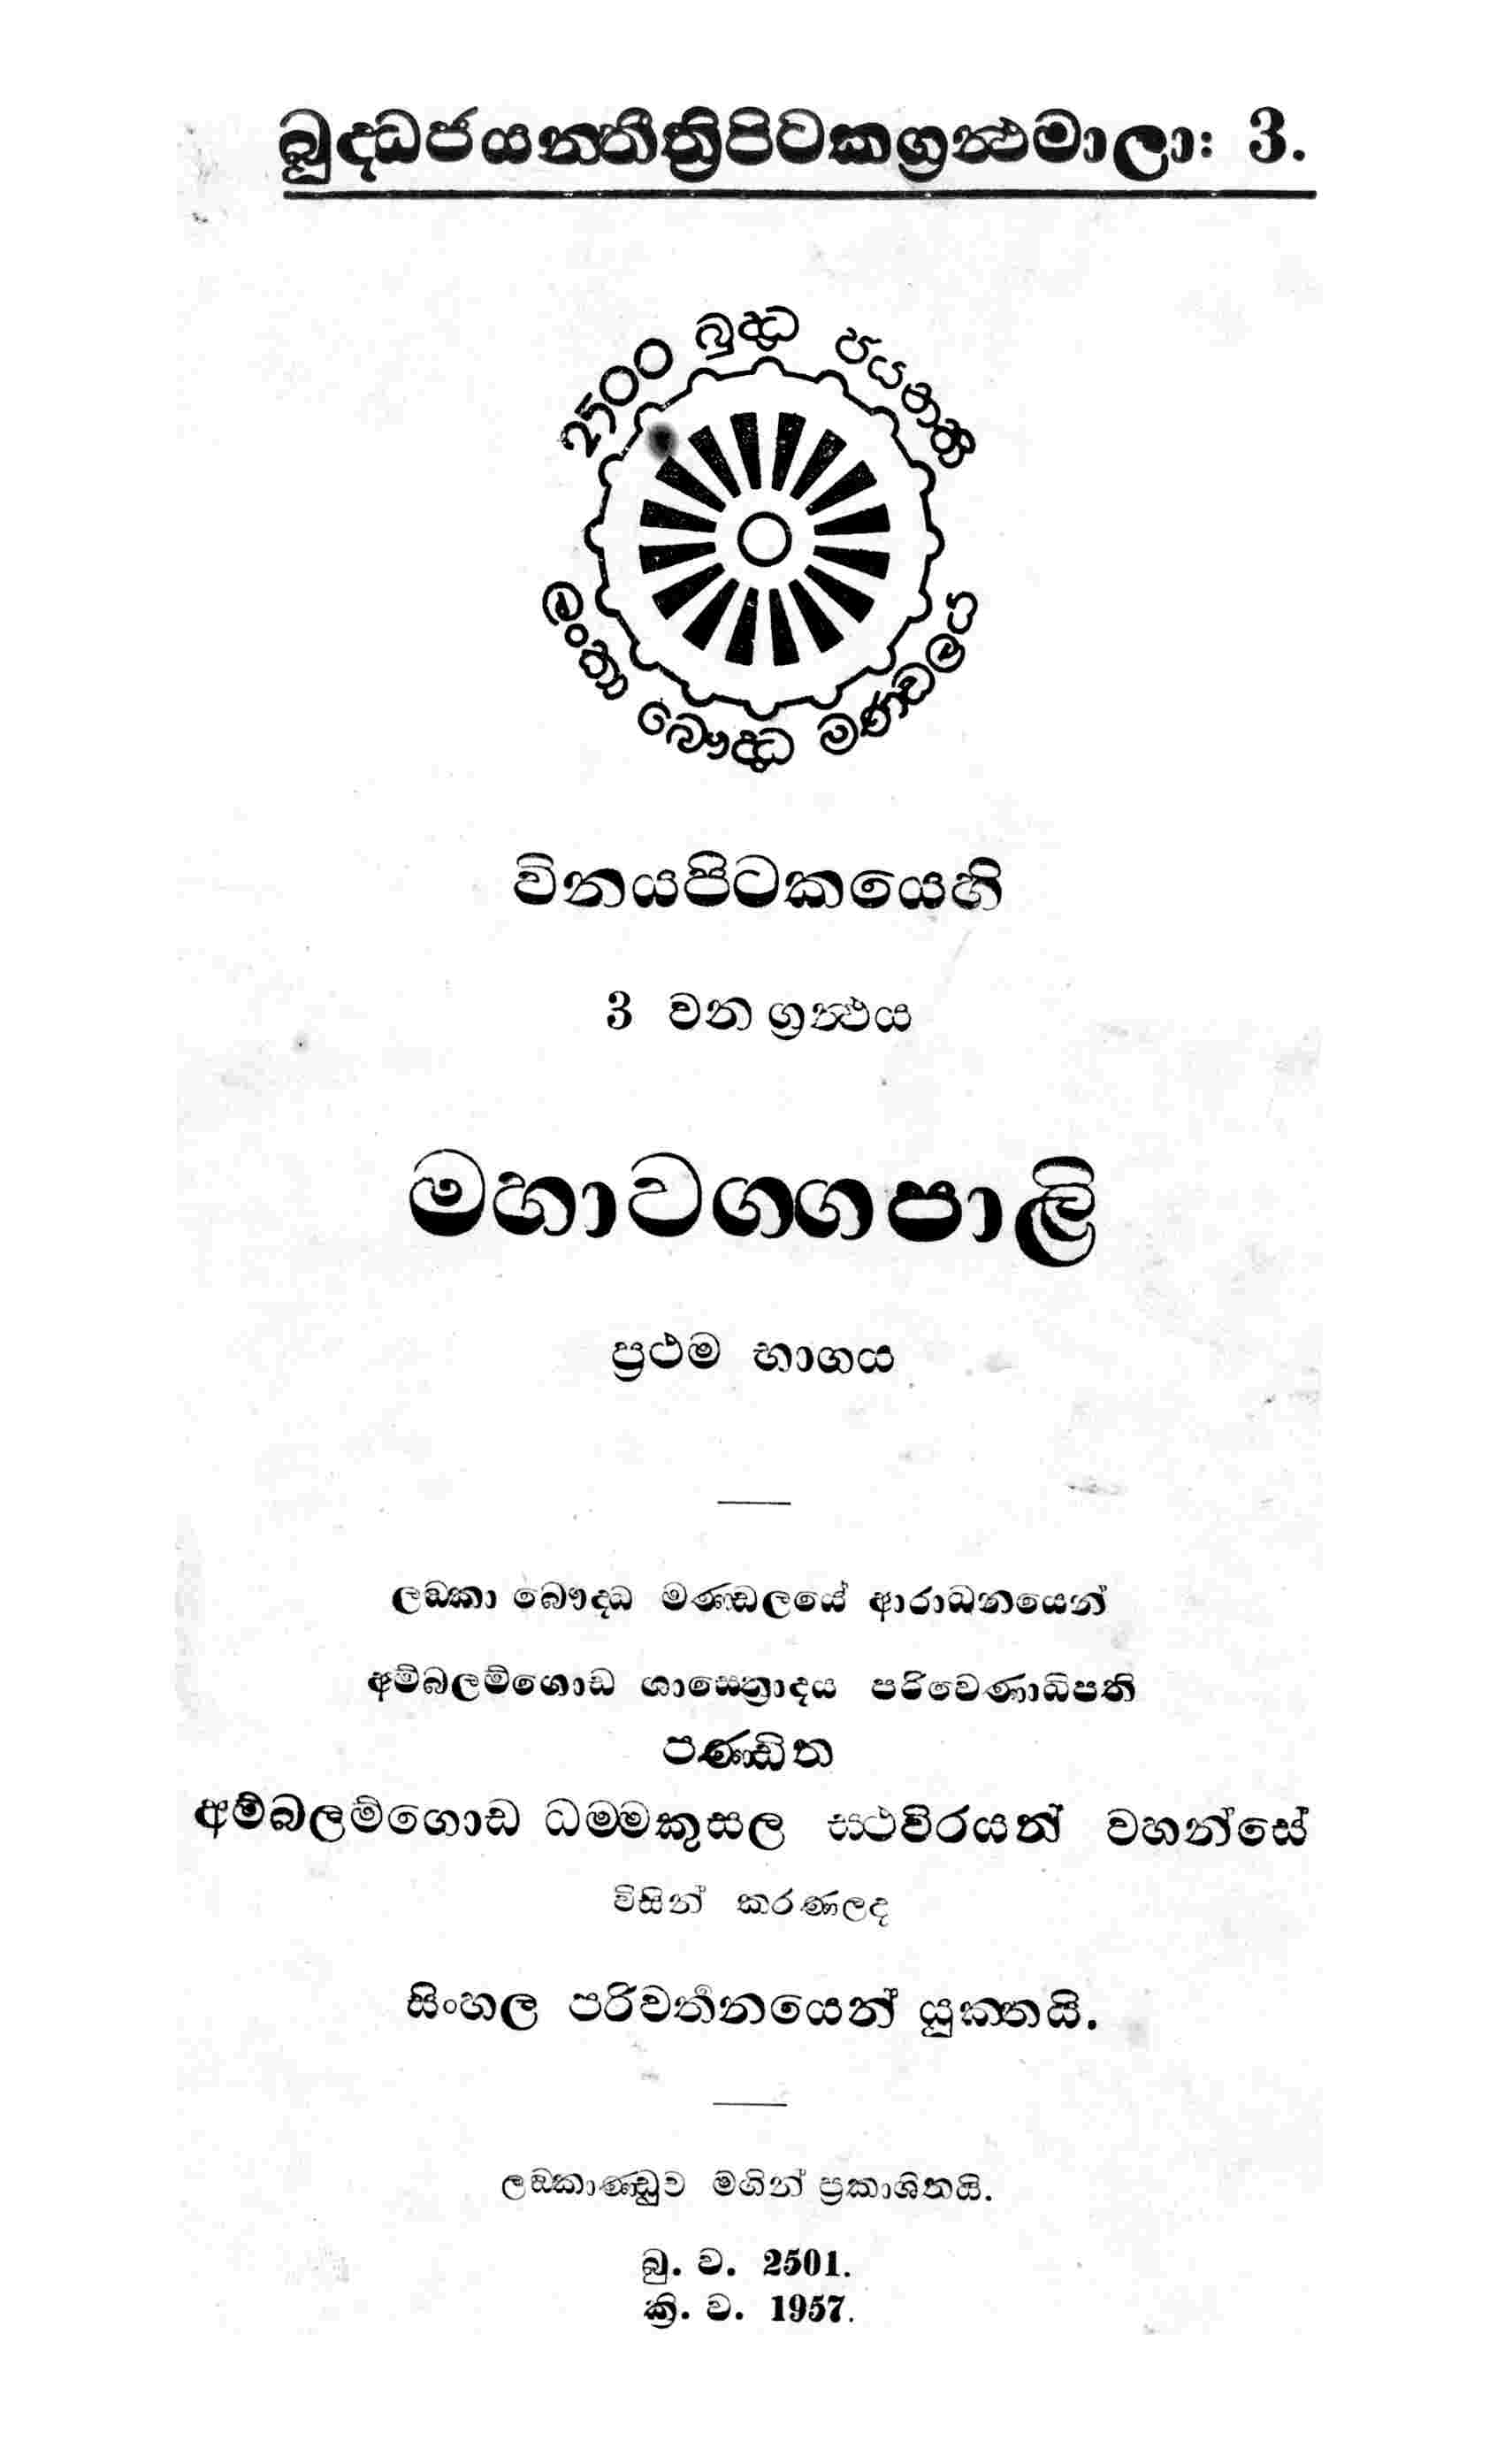 බුද්ධජයන්තීත්‍රිපිටකග්‍රන්ථමාලා: 3.
2500 බුද්ධ ජයන්ති
ලංකා බෞද්ධ මණ්ඩලය
විනයපිටකයෙහි
3 වන ග්‍රන්ථය
මහාවග්ගපාලි
ප්‍රථම භාගය
ලඞ්කා බෞද්ධ මණ්ඩලයේ ආරාධනයෙන්
අම්බලම්ගොඩ ශාස්ත්‍රෝදය පරිවෙණාධිපති
පණ්ඩිත
අම්බලම්ගොඩ ධම්මකුසල ස්ථවිරයන් වහන්සේ
විසින් කරණලද
සිංහල පරිවර්තනයෙන් යුක්තයි.
ලඞ්කාණ්ඩුව මගින් ප්‍රකාශිතයි.
බු. ව. 2501.
ක්‍රි. ව. 1957.